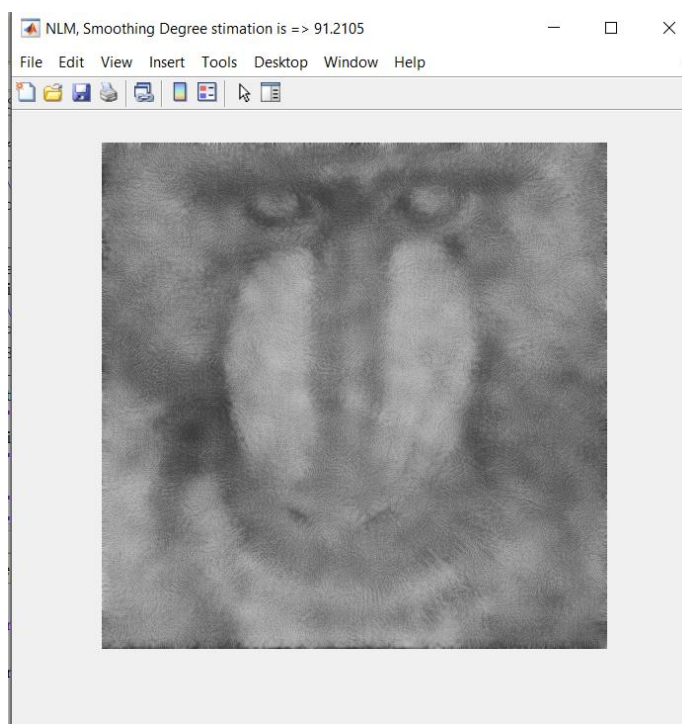 NLM, Smoothing Degree stimation is => 91.2105
File Edit View Insert Tools Desktop Window Help